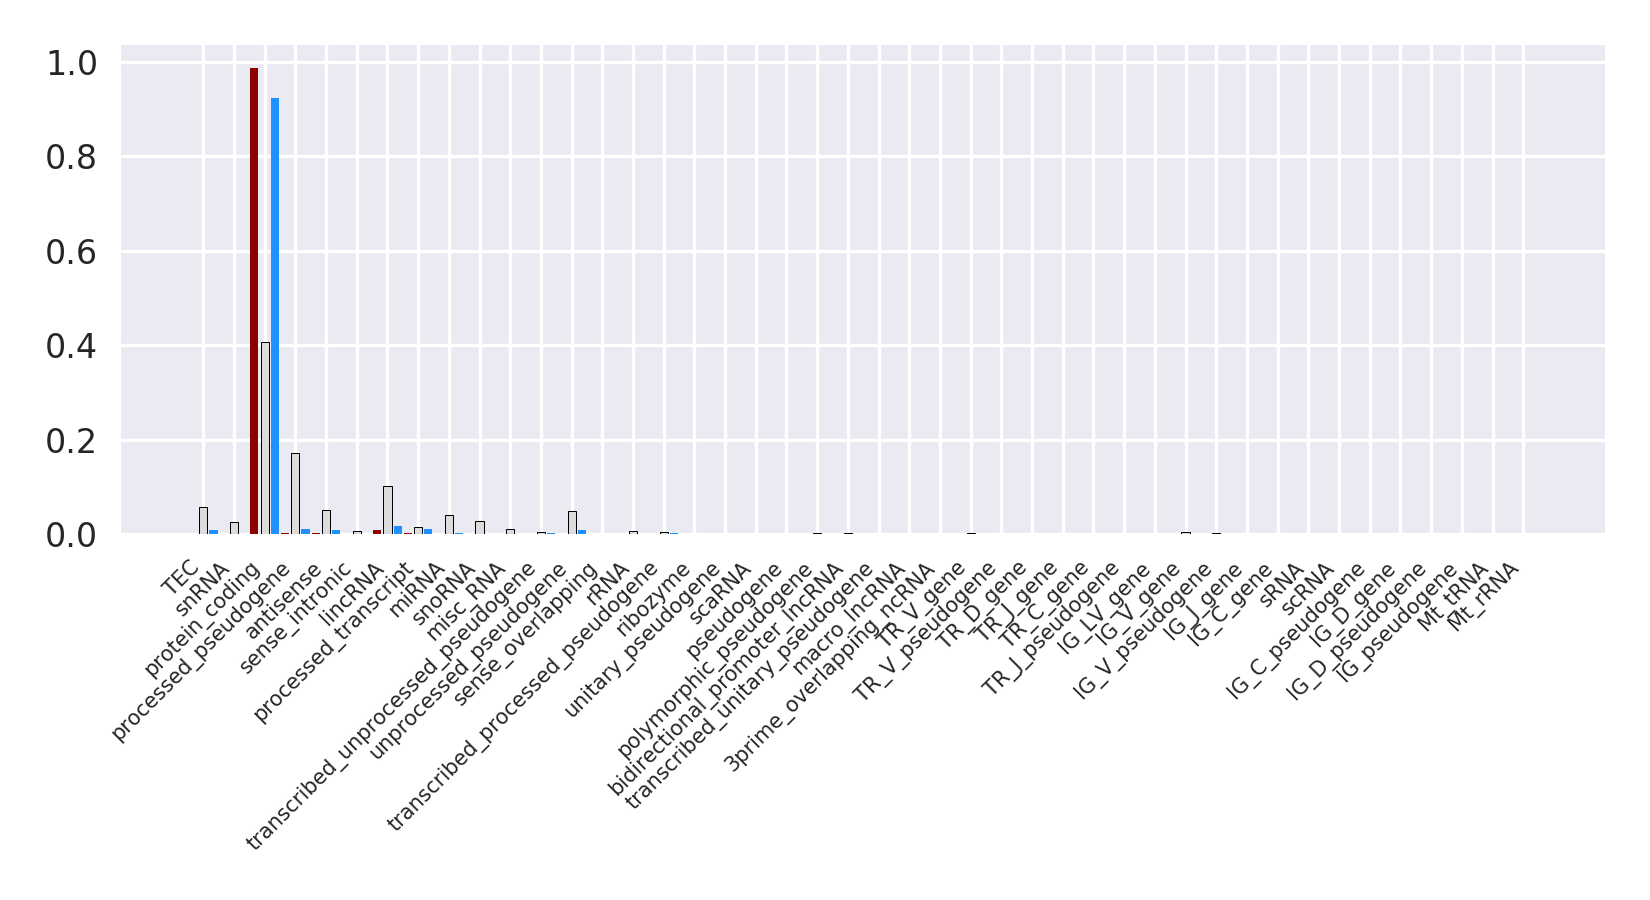 1.0
0.8
0.6
0.4
0.2
0.0
TEC
snRNA
protein_coding
processed_pseudogene
antisense
sense_intronic
lincRNA
processed_transcript
miRNA
snoRNA
misc_RNA
transcribed_unprocessed_pseudogene
unprocessed_pseudogene
sense_overlapping
rRNA
transcribed_processed_pseudogene
ribozyme
unitary_pseudogene
scaRNA
pseudogene
polymorphic_pseudogene
bidirectional_promoter_lncRNA
transcribed_unitary_pseudogene
macro_lncRNA
3prime_overlapping_ncRNA
TR_V_gene
TR_V_pseudogene
TR_D_gene
TR_J_gene
TR_C_gene
TR_J_pseudogene
IG_LV_gene
IG_V_gene
IG_V_pseudogene
IG_J_gene
IG_C_gene
sRNA
scRNA
IG_C_pseudogene
IG_D_gene
IG_D_pseudogene
IG_pseudogene
Mt_tRNA
Mt_rRNA